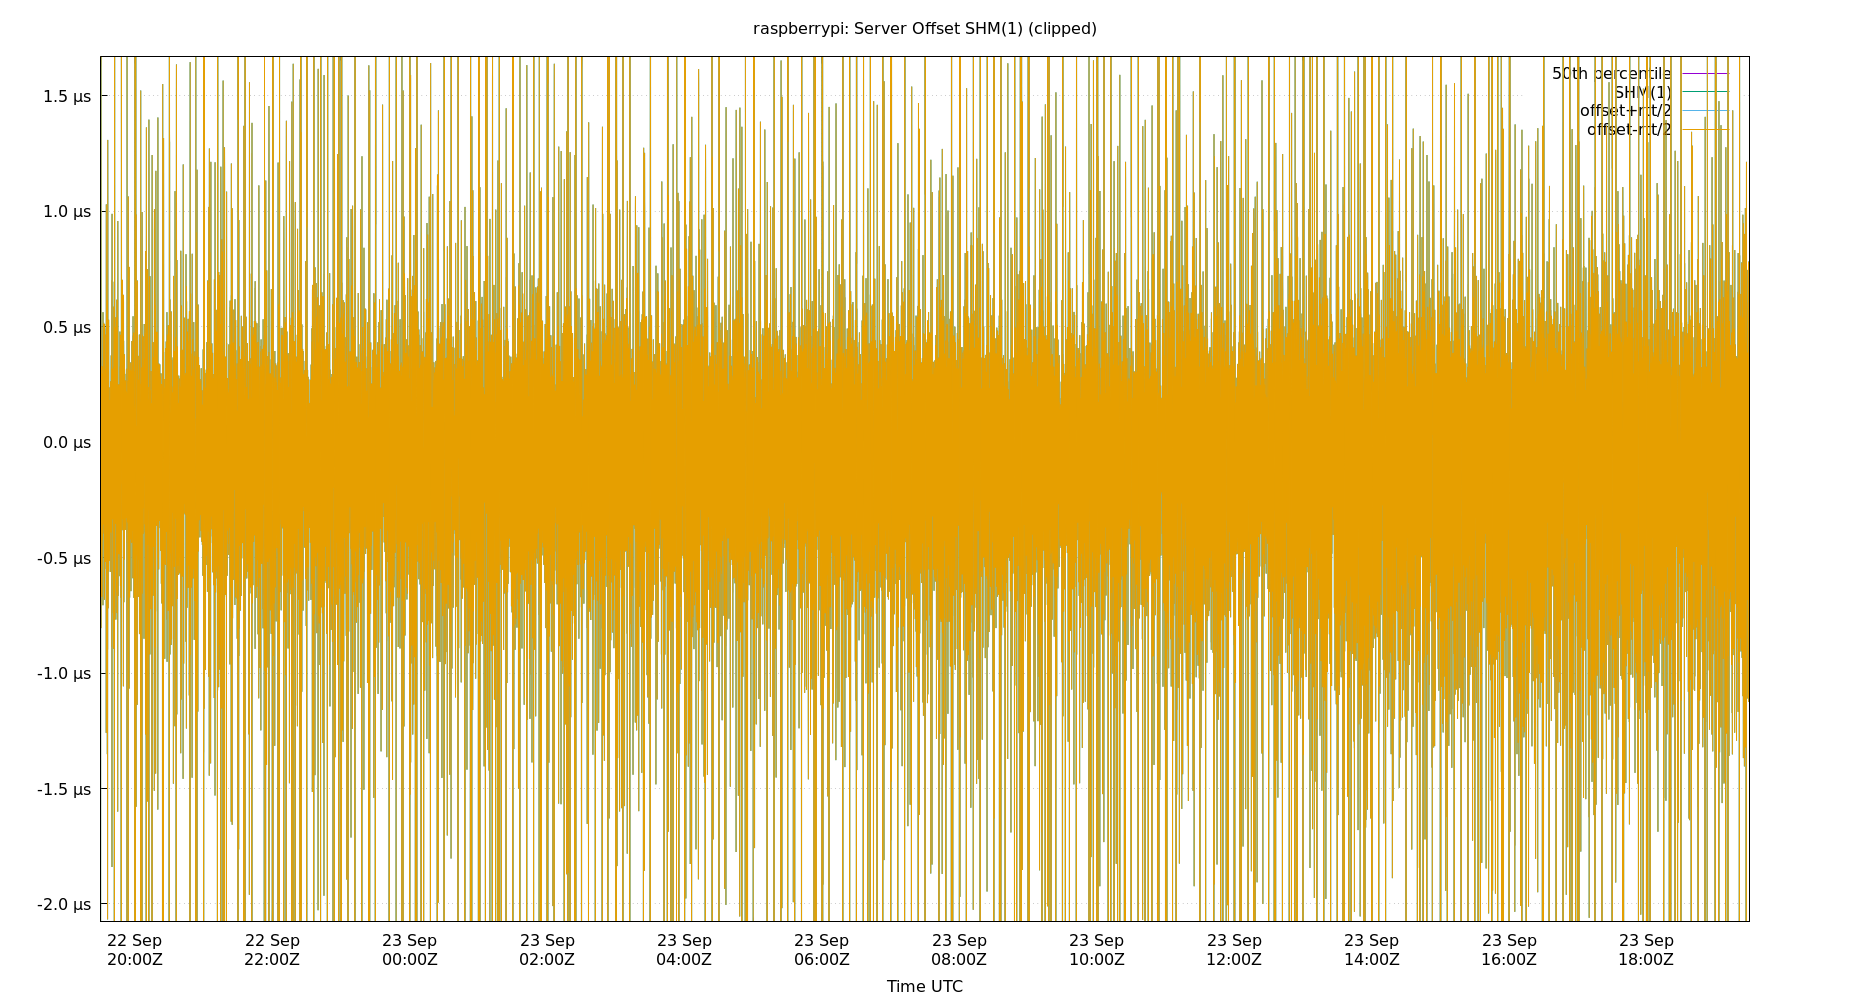 raspberrypi: Server Offset SHM(1) (clipped)
50th percentile
SHM(1)
offset+rtt/2
offset-rtt/2
1.5 µs
1.0 µs
0.5 µs
0.0 µs
-0.5 µs
-1.0 µs
-1.5 µs
-2.0 µs
22 Sep 22 Sep 23 Sep 23 Sep 23 Sep 23 Sep 23 Sep 23 Sep 23 Sep 23 Sep 23 Sep 23 Sep
20:00Z 22:00Z 00:00Z 02:00Z 04:00Z 06:00Z 08:00Z 10:00Z 12:00Z 14:00Z 16:00Z 18:00Z
Time UTC